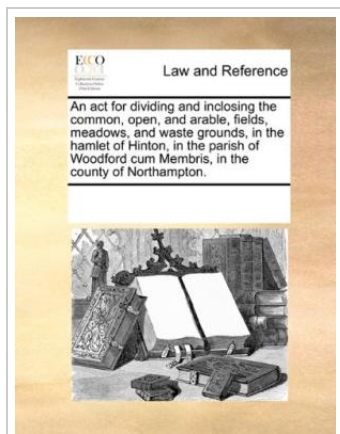 ECCO
Law and Reference
An act for dividing and inclosing the
common, open, and arable, fields,
meadows, and waste grounds, in the
hamlet of Hinton, in the parish of
Woodford cum Membris, in the
county of Northampton.